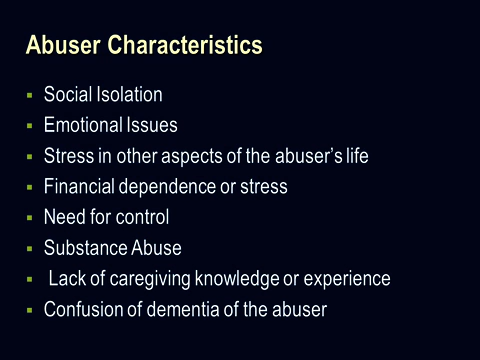 Abuser Characteristics
▪ Social Isolation
▪ Emotional Issues
▪ Stress in other aspects of the abuser's life
▪ Financial dependence or stress
▪ Need for control
▪ Substance Abuse
▪ Lack of caregiving knowledge or experience
▪ Confusion of dementia of the abuser